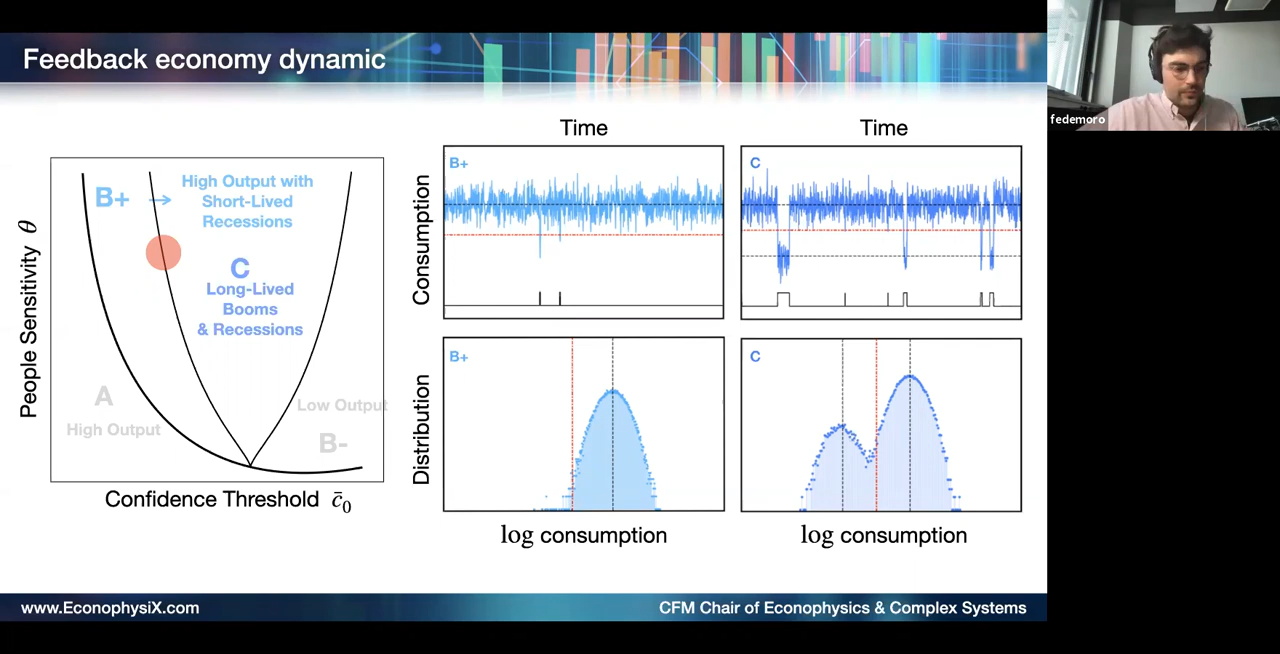 Feedback economy dynamic
fedemoro
People Sensitivity θ
B+ →
High Output with
Short-Lived
Recessions
C
Long-Lived
Booms
& Recessions
A
High Output
Low Output
B-
Confidence Threshold c̄₀
Time
Time
Consumption
B+
C
Distribution
B+
C
log consumption
log consumption
www.EconophysiX.com
CFM Chair of Econophysics & Complex Systems